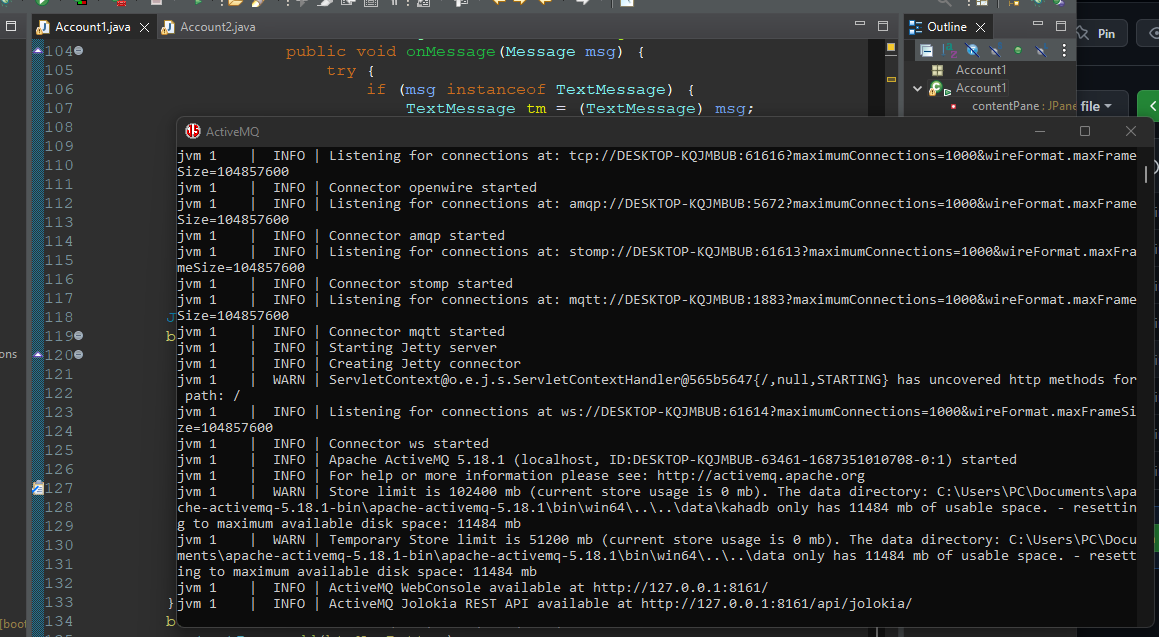 Account1.java
Account2.java
Outline
Pin
104
public void onMessage(Message msg) {
105
try {
106
if (msg instanceof TextMessage) {
107
TextMessage tm = (TextMessage) msg;
Account1
Account1
contentPane : JPane
file
108
109
110
111
112
113
114
115
116
117
118
119
120
121
122
123
124
125
126
127
128
129
130
131
132
133
}
134
b
J
b
ons
[boot
ActiveMQ
jvm 1 | INFO | Listening for connections at: tcp://DESKTOP-KQJMBUB:61616?maximumConnections=1000&wireFormat.maxFrame
Size=104857600
jvm 1 | INFO | Connector openwire started
jvm 1 | INFO | Listening for connections at: amqp://DESKTOP-KQJMBUB:5672?maximumConnections=1000&wireFormat.maxFrame
Size=104857600
jvm 1 | INFO | Connector amqp started
jvm 1 | INFO | Listening for connections at: stomp://DESKTOP-KQJMBUB:61613?maximumConnections=1000&wireFormat.maxFra
meSize=104857600
jvm 1 | INFO | Connector stomp started
jvm 1 | INFO | Listening for connections at: mqtt://DESKTOP-KQJMBUB:1883?maximumConnections=1000&wireFormat.maxFrame
Size=104857600
jvm 1 | INFO | Connector mqtt started
jvm 1 | INFO | Starting Jetty server
jvm 1 | INFO | Creating Jetty connector
jvm 1 | WARN | ServletContext@o.e.j.s.ServletContextHandler@565b5647{/,null,STARTING} has uncovered http methods for
path: /
jvm 1 | INFO | Listening for connections at ws://DESKTOP-KQJMBUB:61614?maximumConnections=1000&wireFormat.maxFrameSi
ze=104857600
jvm 1 | INFO | Connector ws started
jvm 1 | INFO | Apache ActiveMQ 5.18.1 (localhost, ID:DESKTOP-KQJMBUB-63461-1687351010708-0:1) started
jvm 1 | INFO | For help or more information please see: http://activemq.apache.org
jvm 1 | WARN | Store limit is 102400 mb (current store usage is 0 mb). The data directory: C:\Users\PC\Documents\apa
che-activemq-5.18.1-bin\apache-activemq-5.18.1\bin\win64\..\..\data\kahadb only has 11484 mb of usable space. - resettin
g to maximum available disk space: 11484 mb
jvm 1 | WARN | Temporary Store limit is 51200 mb (current store usage is 0 mb). The data directory: C:\Users\PC\Docu
ments\apache-activemq-5.18.1-bin\apache-activemq-5.18.1\bin\win64\..\..\data only has 11484 mb of usable space. - resett
ing to maximum available disk space: 11484 mb
jvm 1 | INFO | ActiveMQ WebConsole available at http://127.0.0.1:8161/
jvm 1 | INFO | ActiveMQ Jolokia REST API available at http://127.0.0.1:8161/api/jolokia/